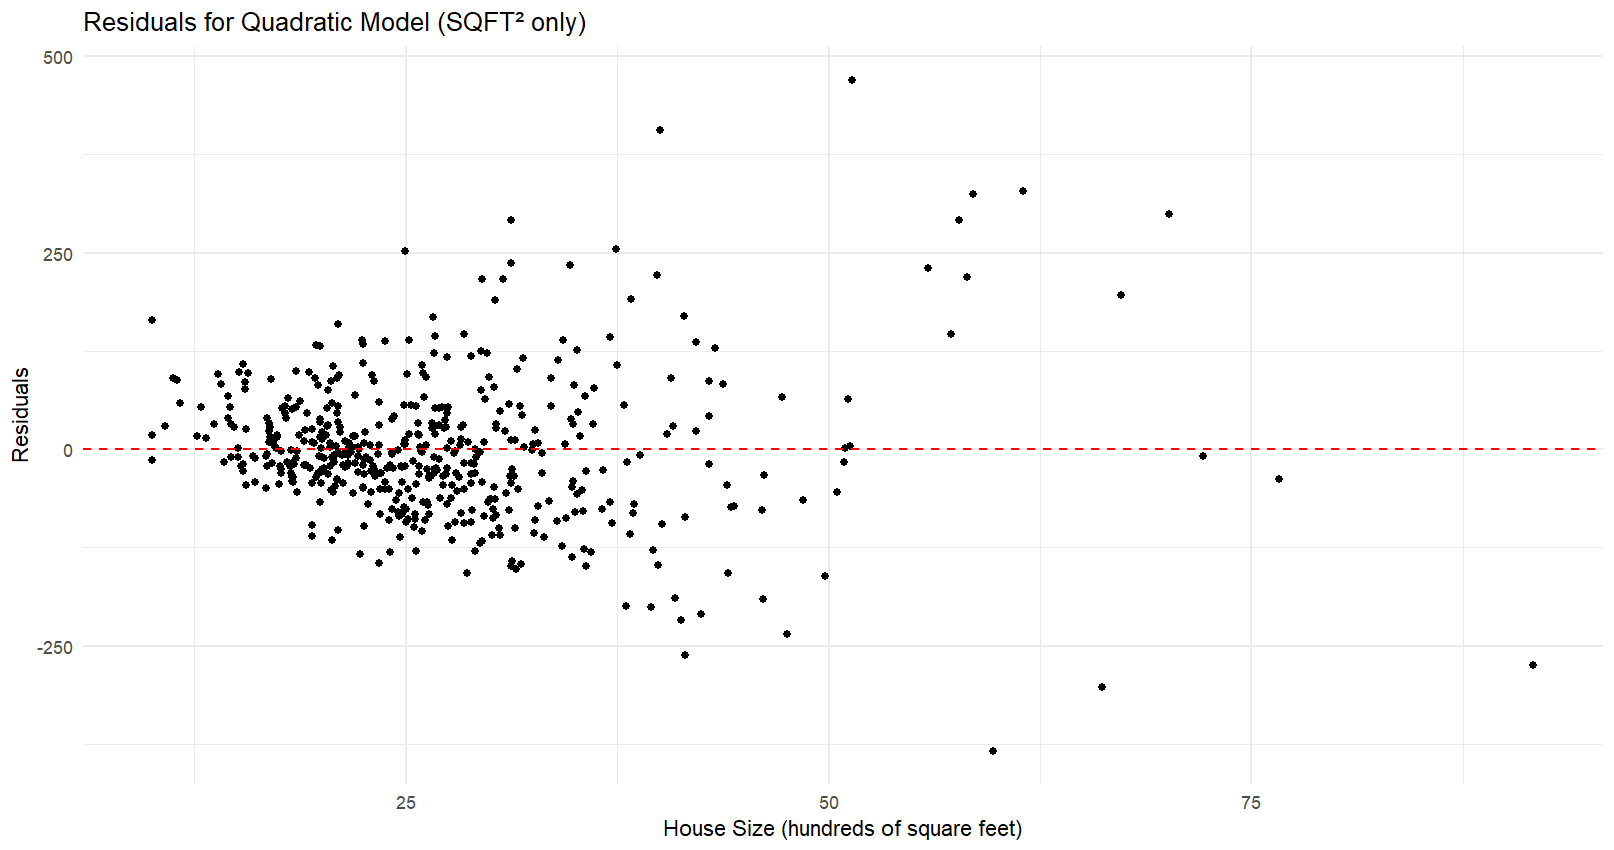 Residuals for Quadratic Model (SQFT² only)
500
250
0
-250
Residuals
25 50 75
House Size (hundreds of square feet)